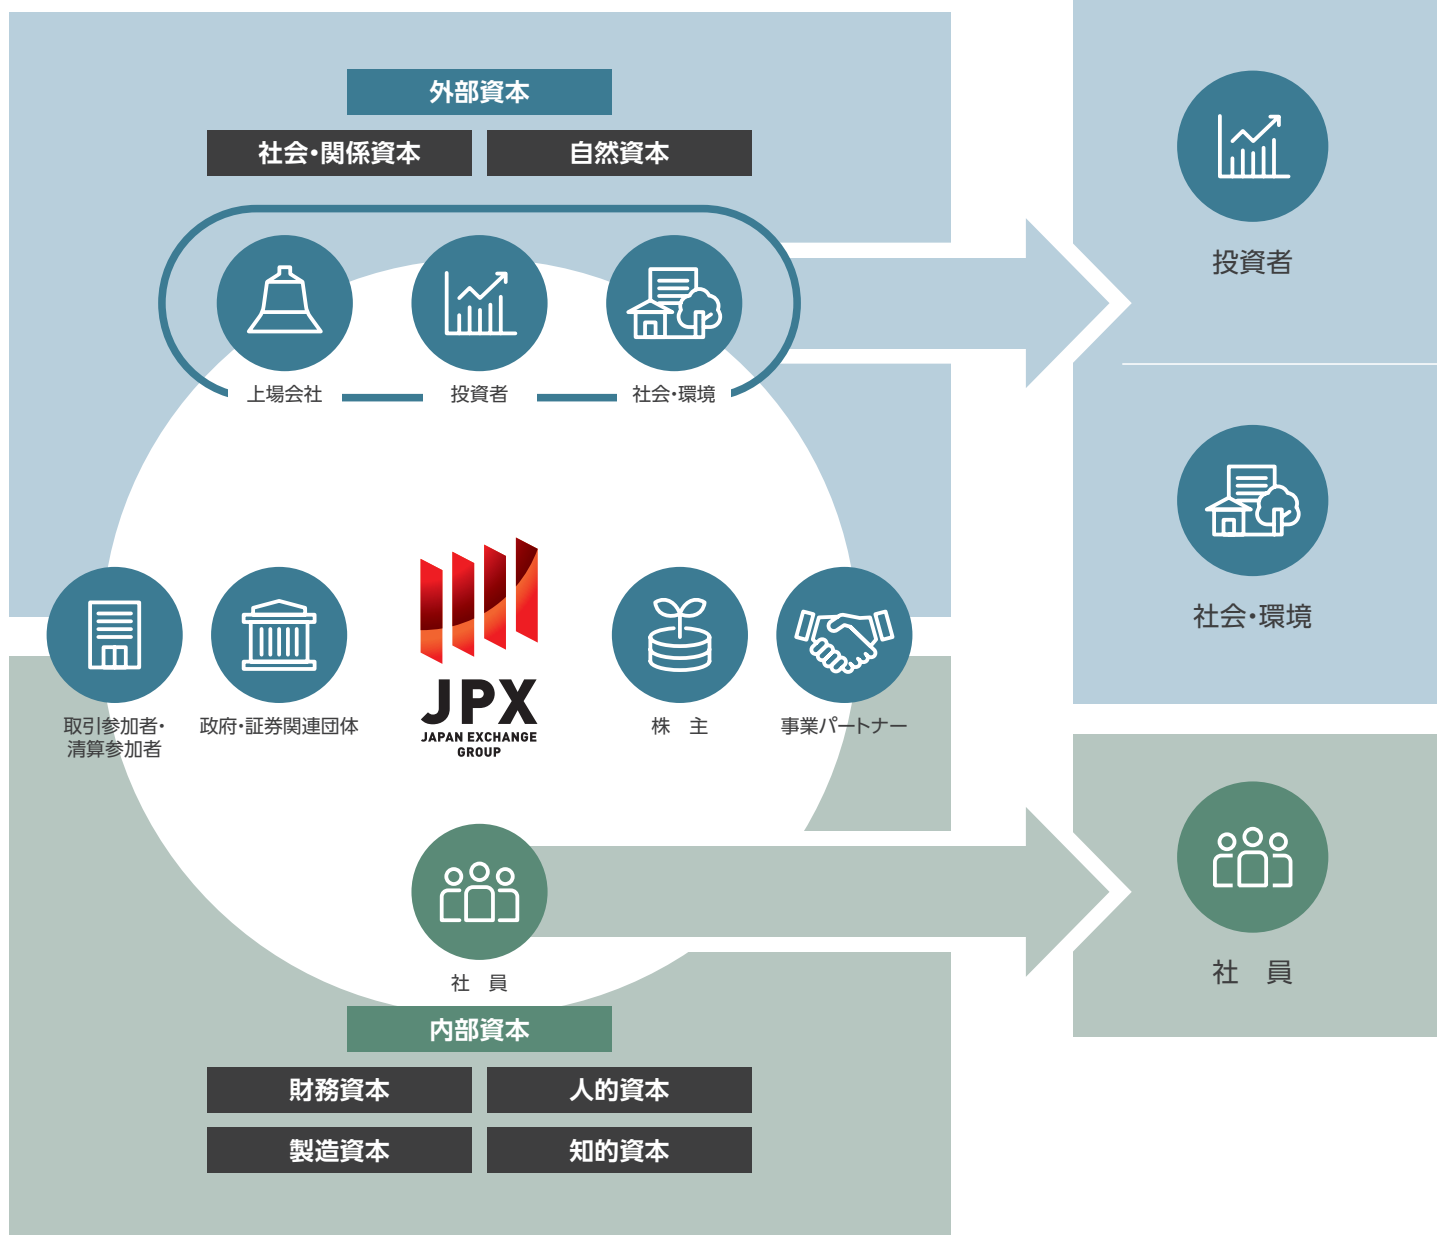 外部資本
社会・関係資本
自然資本
上場会社
投資者
社会・環境
取引参加者・
清算参加者
政府・証券関連団体
JPX
JAPAN EXCHANGE
GROUP
株　主
事業パートナー
社　員
内部資本
財務資本
人的資本
製造資本
知的資本
投資者
社会・環境
社　員